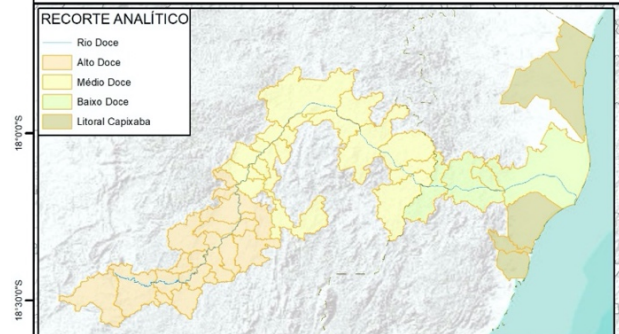 RECORTE ANALÍTICO
Rio Doce
Alto Doce
Médio Doce
Baixo Doce
Litoral Capixaba
18°0'0"S
18°30'0"S